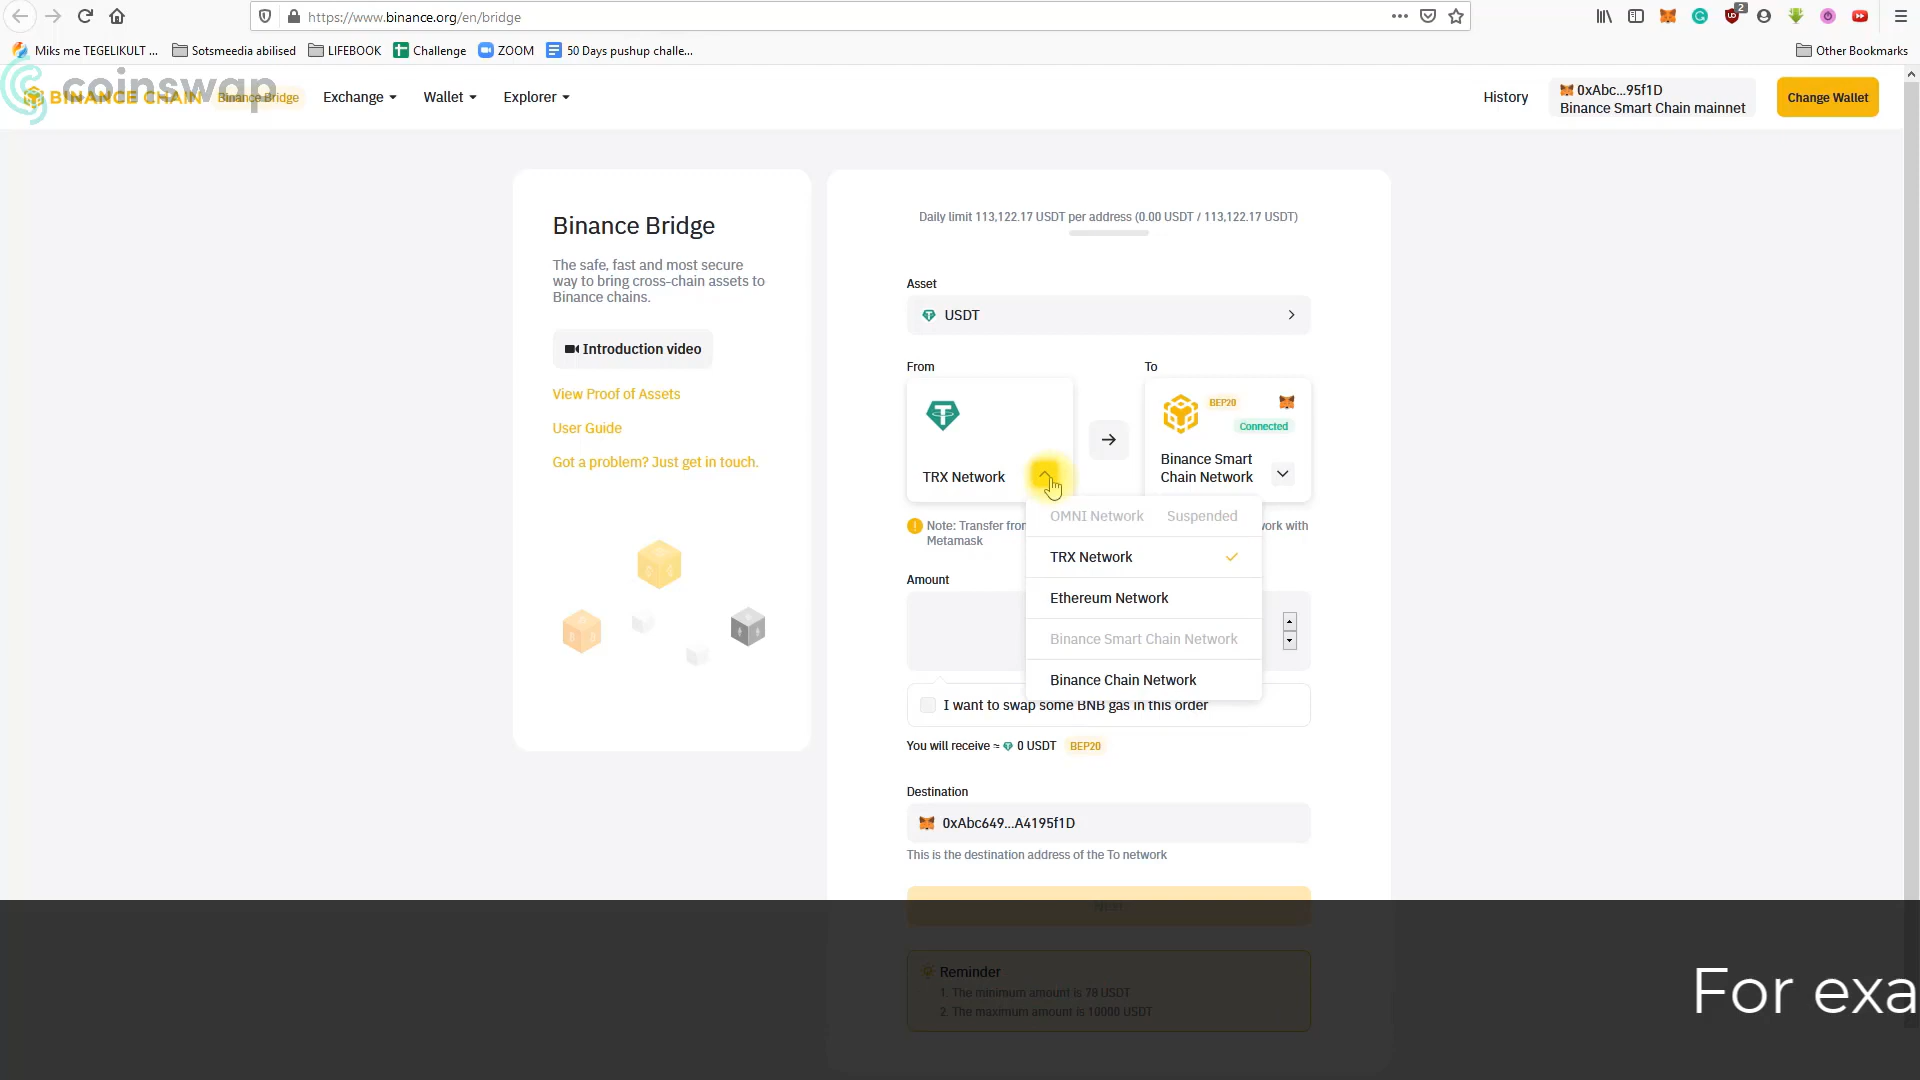 https://www.binance.org/en/bridge
2
Miks me TEGELIKULT ...
Sotsmeedia abilised
LIFEBOOK
Challenge
ZOOM
50 Days pushup challe...
Other Bookmarks
coinswap
BINANCE CHAIN
Binance Bridge
Exchange
Wallet
Explorer
History
0xAbc...95f1D
Binance Smart Chain mainnet
Change Wallet
Binance Bridge
The safe, fast and most secure
way to bring cross-chain assets to
Binance chains.
Introduction video
View Proof of Assets
User Guide
Got a problem? Just get in touch.
Daily limit 113,122.17 USDT per address (0.00 USDT / 113,122.17 USDT)
Asset
USDT
From
To
TRX Network
BEP20
Connected
Binance Smart
Chain Network
Note: Transfer from
work with
Metamask
OMNI Network Suspended
TRX Network
Ethereum Network
Binance Smart Chain Network
Binance Chain Network
Amount
I want to swap some BNB gas in this order
You will receive ≈ 0 USDT BEP20
Destination
0xAbc649...A4195f1D
This is the destination address of the To network
Next
Reminder
1. The minimum amount is 78 USDT
2. The maximum amount is 10000 USDT
For exa